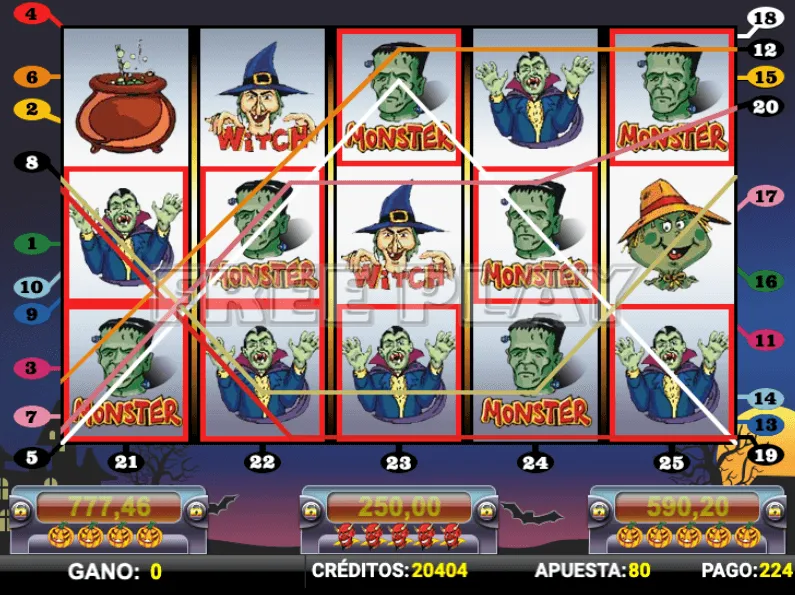 4
18
12
6
15
2
20
WITCH
MONSTER
MONSTER
8
17
1
MONSTER
WITCH
MONSTER
16
10
FREE PLAY
9
11
3
14
7
MONSTER
MONSTER
13
5
21
22
23
24
25
19
777,46
250,00
590,20
GANO: 0
CRÉDITOS:20404
APUESTA:80
PAGO:224